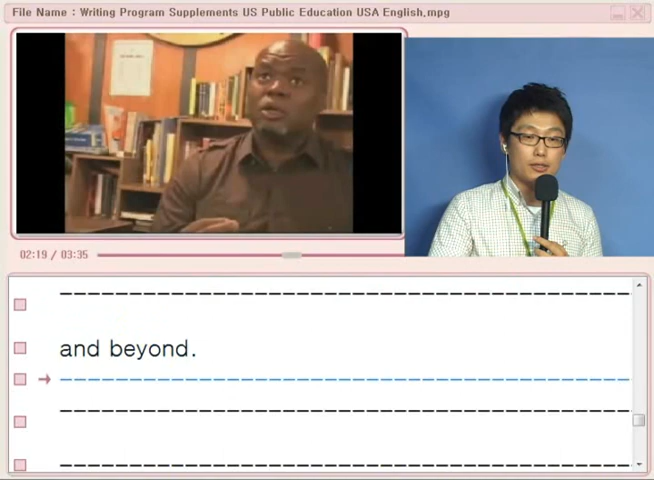 File Name : Writing Program Supplements US Public Education USA English.mpg
02:19 / 03:35
and beyond.